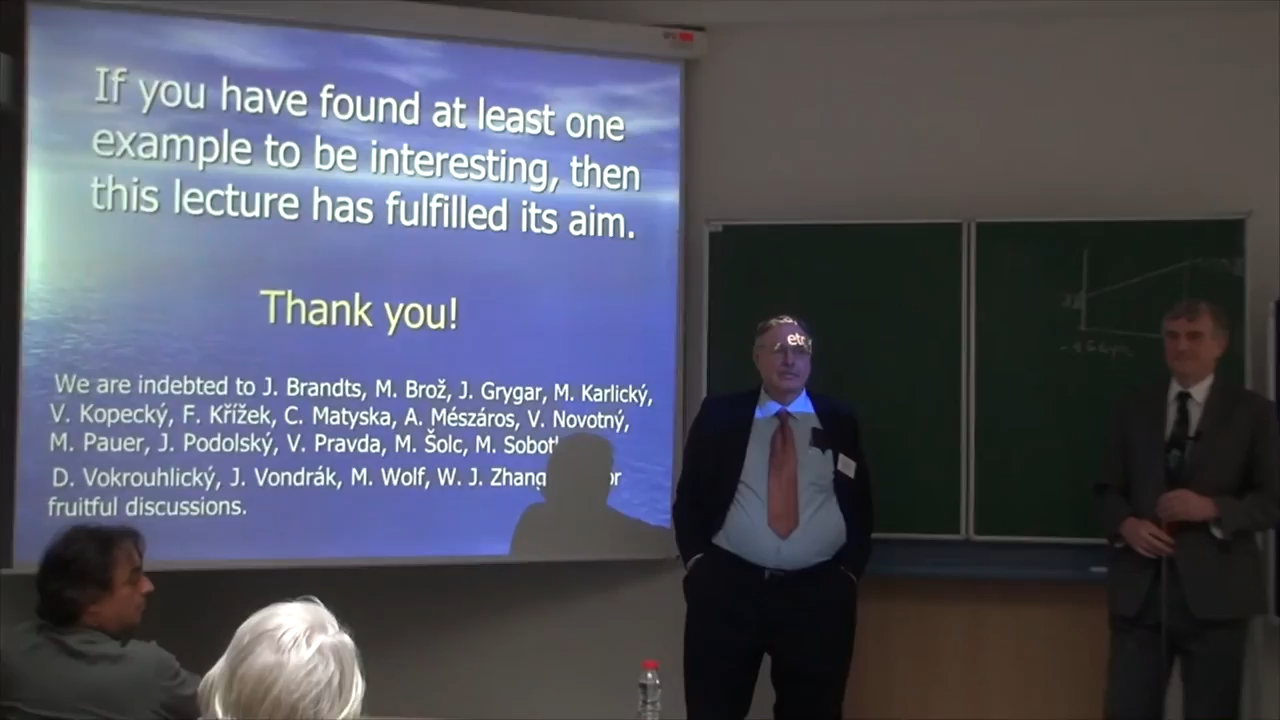 If you have found at least one
example to be interesting, then
this lecture has fulfilled its aim.
Thank you!
We are indebted to J. Brandts, M. Brož, J. Grygar, M. Karlický,
V. Kopecký, F. Křížek, C. Matyska, A. Mészáros, V. Novotný,
M. Pauer, J. Podolský, V. Pravda, M. Šolc, M.
D. Vokrouhlický, J. Vondrák, M. Wolf, W. J. Zhang
fruitful discussions.